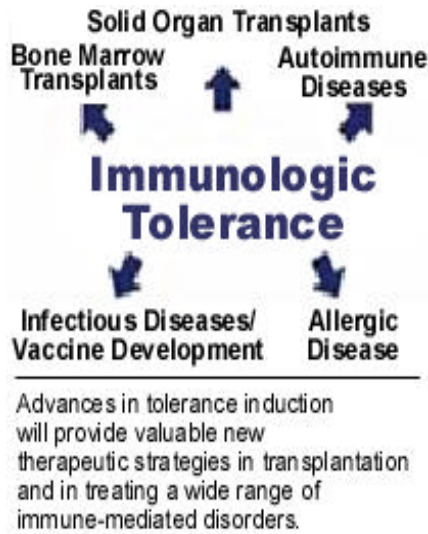 Solid Organ Transplants
Bone Marrow
Transplants
Autoimmune
Diseases
Immunologic
Tolerance
Infectious Diseases/
Vaccine Development
Allergic
Disease
Advances in tolerance induction
will provide valuable new
therapeutic strategies in transplantation
and in treating a wide range of
immune-mediated disorders.